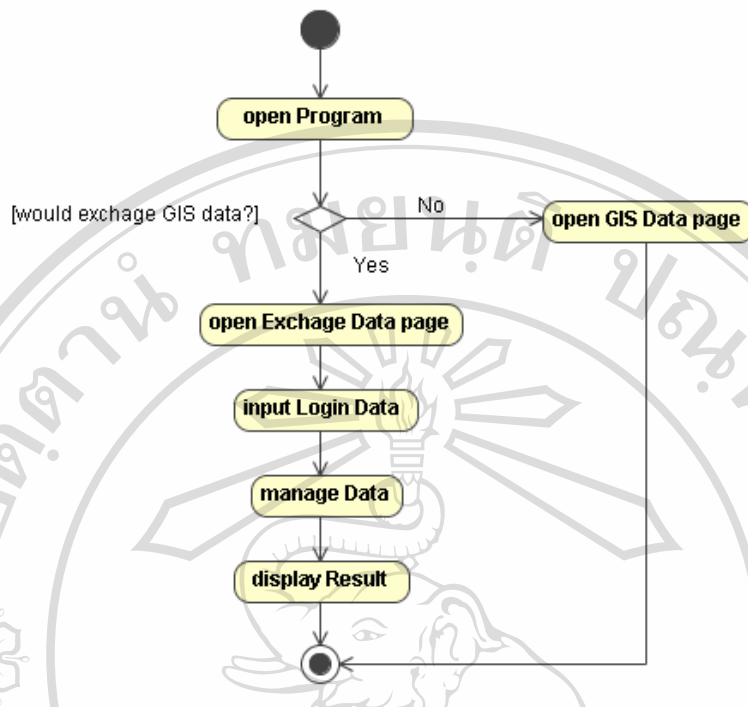 open Program
[would exchage GIS data?]
No
open GIS Data page
Yes
open Exchage Data page
input Login Data
manage Data
display Result